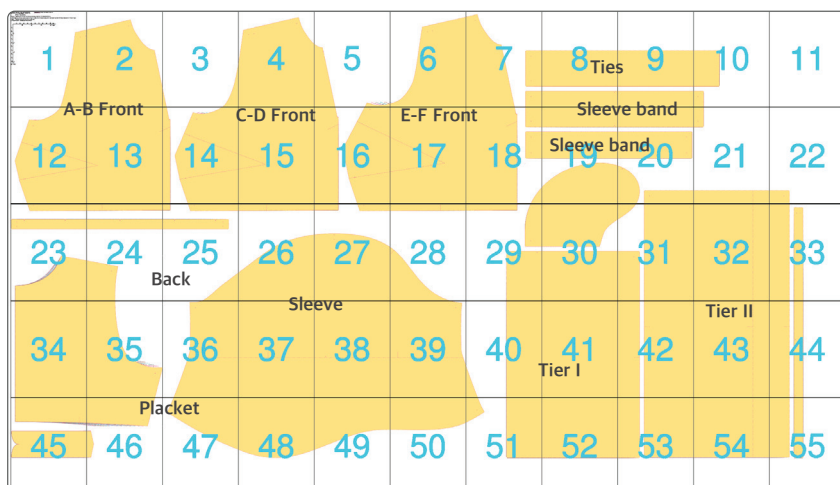 1 2 3 4 5 6 7 8 9 10 11
Ties
A-B Front C-D Front E-F Front Sleeve band
12 13 14 15 16 17 18 19 20 21 22
Sleeve band
23 24 25 26 27 28 29 30 31 32 33
Back
Sleeve
Tier II
34 35 36 37 38 39 40 41 42 43 44
Tier I
Placket
45 46 47 48 49 50 51 52 53 54 55